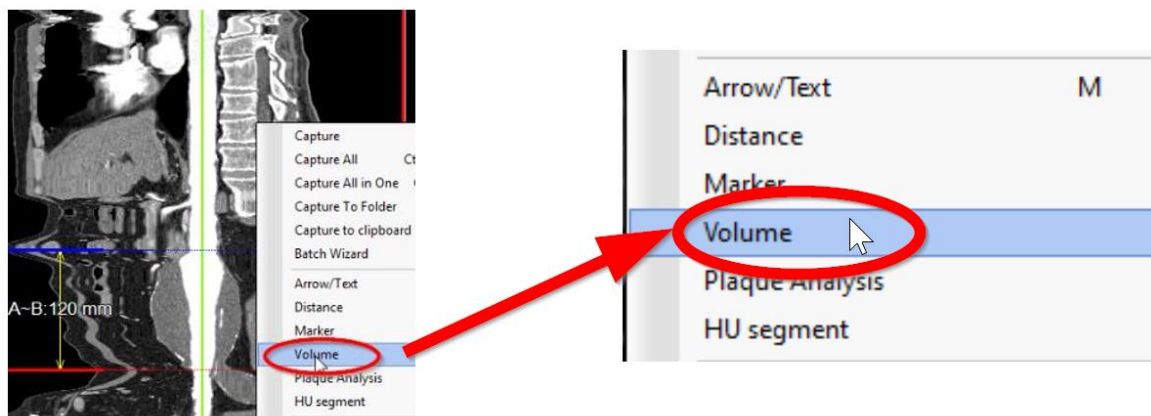 Capture
Capture All Ct
Capture All in One
Capture To Folder
Capture to clipboard
Batch Wizard
Arrow/Text
Distance
Marker
Volume
Plaque Analysis
HU segment
A~B:120 mm
Arrow/Text M
Distance
Marker
Volume
Plaque Analysis
HU segment